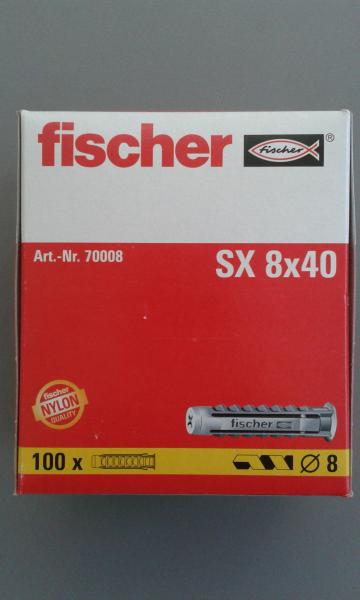 fischer fischer ®
Art.-Nr. 70008 SX 8x40
fischer
NYLON
QUALITY
fischer
100 x Ø 8